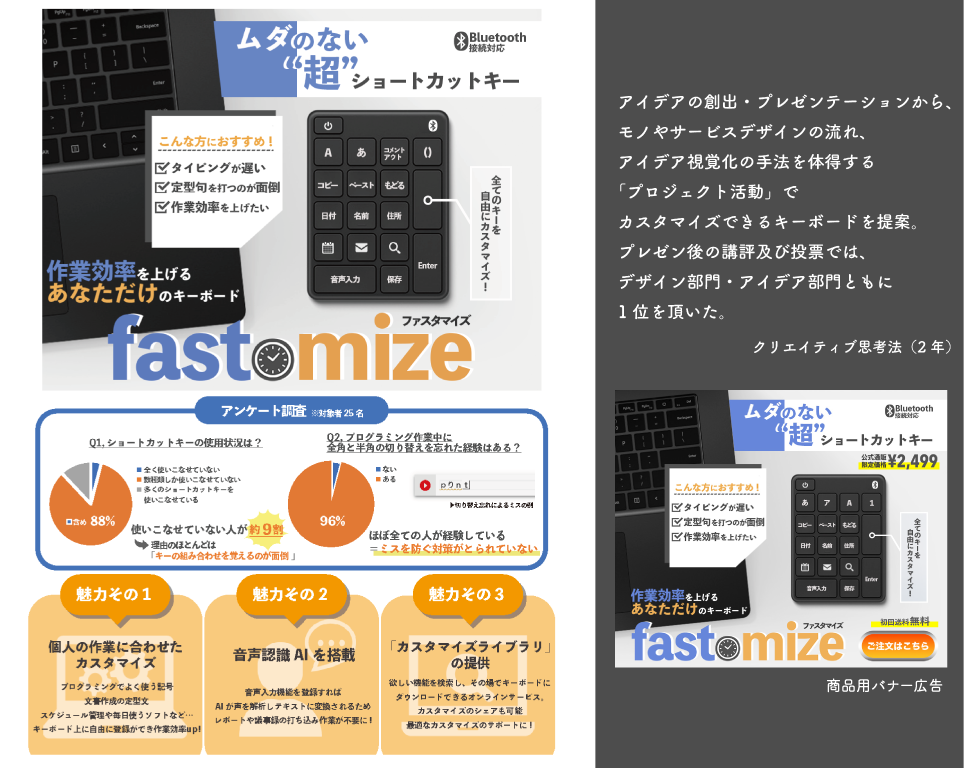 ムダのない
“超”
ショートカットキー
Bluetooth
接続対応
こんな方におすすめ！
タイピングが遅い
定型句を打つのが面倒
作業効率を上げたい
A
あ
コメント
アウト
()
コピー
ペースト
もどる
日付
名前
住所
Enter
音声入力
保存
全てのキーを
自由にカスタマイズ！
作業効率を上げる
あなただけのキーボード
ファスタマイズ
fastomize
アンケート調査 ※対象者25名
Q1,ショートカットキーの使用状況は？
全く使いこなせていない
数種類しか使いこなせていない
多くのショートカットキーを
使いこなせている
含め 88%
使いこなせていない人が約9割
理由のほとんどは
「キーの組み合わせを覚えるのが面倒」
Q2,プログラミング作業中に
全角と半角の切り替えを忘れた経験はある？
ない
ある
96%
▶切り替え忘れによるミスの例
ほぼ全ての人が経験している
＝ミスを防ぐ対策がとられていない
魅力その1
個人の作業に合わせた
カスタマイズ
プログラミングでよく使う記号
文書作成の定型文
スケジュール管理や毎日使うソフトなど…
キーボード上に自由に登録ができ作業効率up!
魅力その2
音声認識AIを搭載
音声入力機能を登録すれば
AIが声を解析しテキストに変換されるため
レポートや議事録の打ち込み作業が不要に！
魅力その3
「カスタマイズライブラリ」
の提供
欲しい機能を検索し、その場でキーボードに
ダウンロードできるオンラインサービス。
カスタマイズのシェアも可能
最適なカスタマイズのサポートに！
アイデアの創出・プレゼンテーションから、
モノやサービスデザインの流れ、
アイデア視覚化の手法を体得する
「プロジェクト活動」で
カスタマイズできるキーボードを提案。
プレゼン後の講評及び投票では、
デザイン部門・アイデア部門ともに
1位を頂いた。
クリエイティブ思考法（2年）
ムダのない
“超”
ショートカットキー
Bluetooth
接続対応
公式通販
限定価格 ¥2,499
こんな方におすすめ！
タイピングが遅い
定型句を打つのが面倒
作業効率を上げたい
あ
ア
A
1
コピー
ペースト
もどる
日付
名前
住所
Enter
音声入力
保存
全てのキーを
自由にカスタマイズ！
作業効率を上げる
あなただけのキーボード
ファスタマイズ
fastomize
初回送料無料
ご注文はこちら
商品用バナー広告